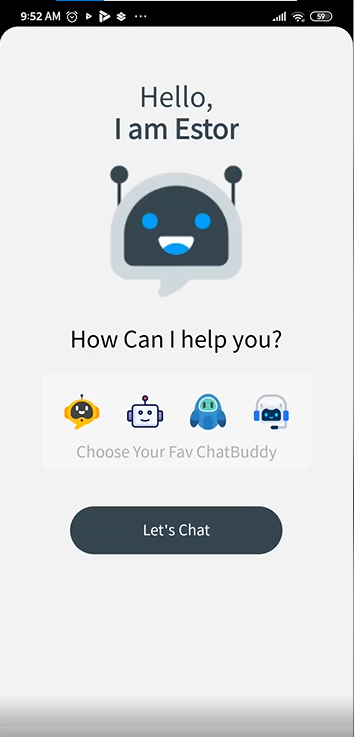 9:52 AM ... 59
Hello,
I am Estor
How Can I help you?
Choose Your Fav ChatBuddy
Let's Chat